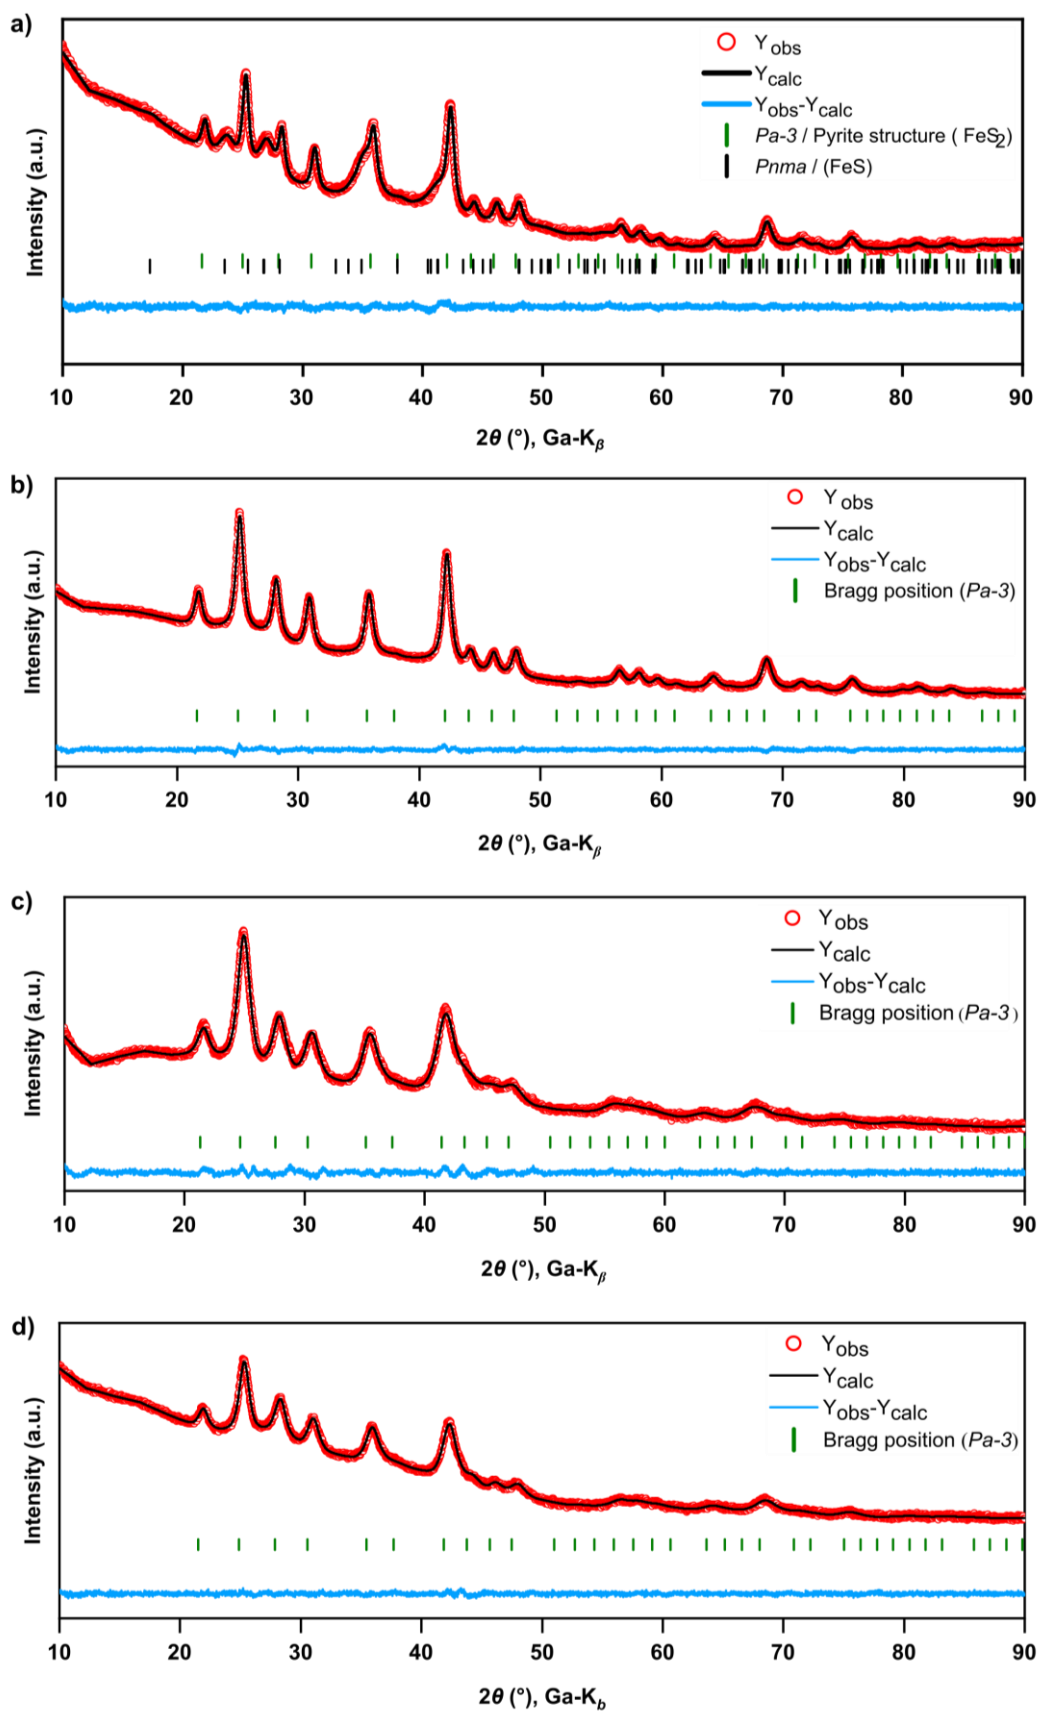 a)
Y obs
Ycalc
Yobs-Ycalc
Pa-3 / Pyrite structure ( FeS2)
Pnma / (FeS)
Intensity (a.u.)
10 20 30 40 50 60 70 80 90
2θ (°), Ga-Kβ
b)
Y obs
Ycalc
Yobs-Ycalc
Bragg position (Pa-3)
Intensity (a.u.)
10 20 30 40 50 60 70 80 90
2θ (°), Ga-Kβ
c)
Yobs
Ycalc
Yobs-Ycalc
Bragg position (Pa-3)
Intensity (a.u.)
10 20 30 40 50 60 70 80 90
2θ (°), Ga-Kβ
d)
Yobs
Ycalc
Yobs-Ycalc
Bragg position (Pa-3)
Intensity (a.u.)
10 20 30 40 50 60 70 80 90
2θ (°), Ga-Kb